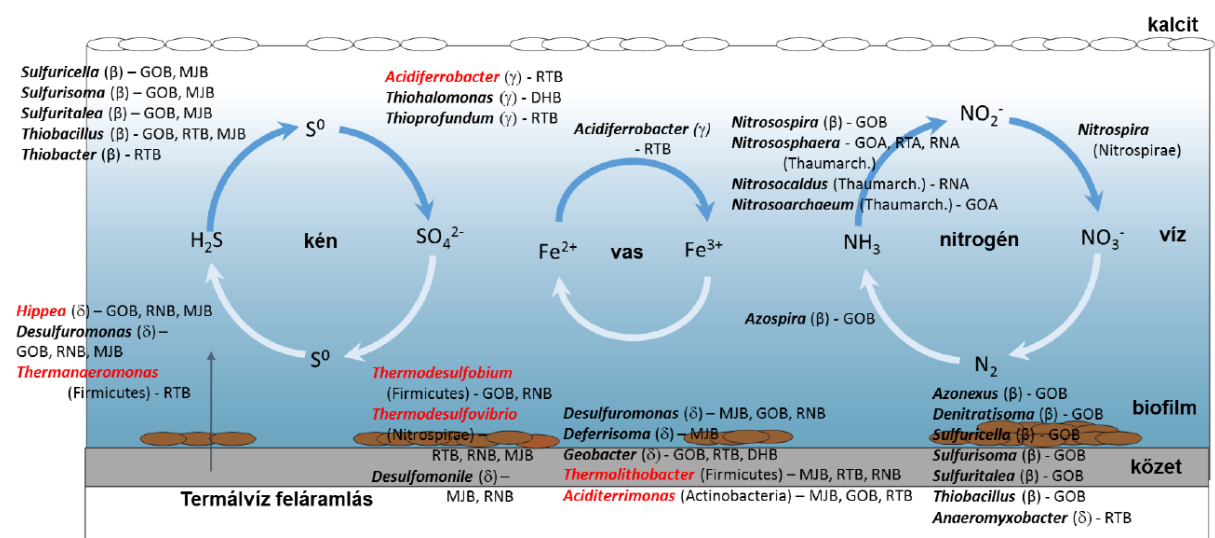 kalcit
Sulfuricella (β) – GOB, MJB
Sulfurisoma (β) – GOB, MJB
Sulfuritalea (β) – GOB, MJB
Thiobacillus (β) - GOB, RTB, MJB
Thiobacter (β) - RTB
S⁰
Acidiferrobacter (γ) - RTB
Thiohalomonas (γ) - DHB
Thioprofundum (γ) - RTB
H₂S
kén
SO₄²⁻
Hippea (δ) – GOB, RNB, MJB
Desulfuromonas (δ) –
GOB, RNB, MJB
Thermanaeromonas
(Firmicutes) - RTB
S⁰
Thermodesulfobium
(Firmicutes) - GOB, RNB
Thermodesulfovibrio
(Nitrospirae) –
RTB, RNB, MJB
Desulfomonile (δ) –
MJB, RNB
Termálvíz feláramlás
Acidiferrobacter (γ)
- RTB
Fe²⁺
vas
Fe³⁺
Desulfuromonas (δ) – MJB, GOB, RNB
Deferrisoma (δ) – MJB
Geobacter (δ) - GOB, RTB, DHB
Thermolithobacter (Firmicutes) – MJB, RTB, RNB
Aciditerrimonas (Actinobacteria) – MJB, GOB, RTB
Nitrosospira (β) - GOB
Nitrososphaera - GOA, RTA, RNA
(Thaumarch.)
Nitrosocaldus (Thaumarch.) - RNA
Nitrosoarchaeum (Thaumarch.) - GOA
NO₂⁻
Nitrospira
(Nitrospirae)
NH₃
nitrogén
NO₃⁻
víz
Azospira (β) - GOB
N₂
Azonexus (β) - GOB
Denitratisoma (β) - GOB
Sulfuricella (β) - GOB
Sulfurisoma (β) - GOB
Sulfuritalea (β) - GOB
Thiobacillus (β) - GOB
Anaeromyxobacter (δ) - RTB
biofilm
kőzet